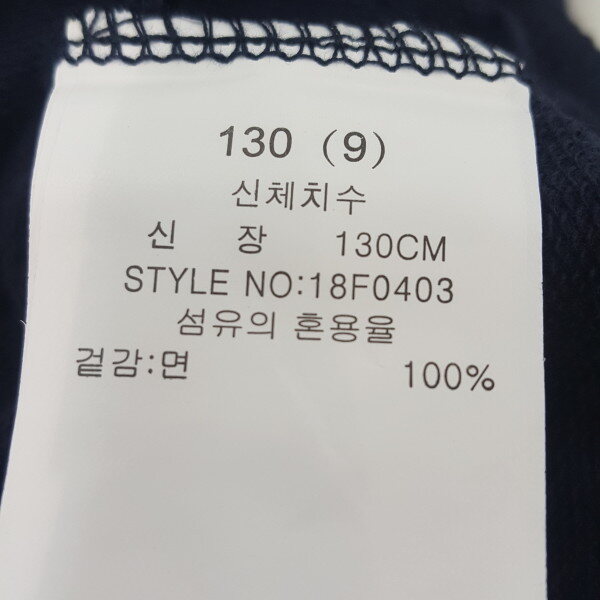 130 (9)
신체치수
신 장 130CM
STYLE NO:18F0403
섬유의 혼용율
겉감:면 100%